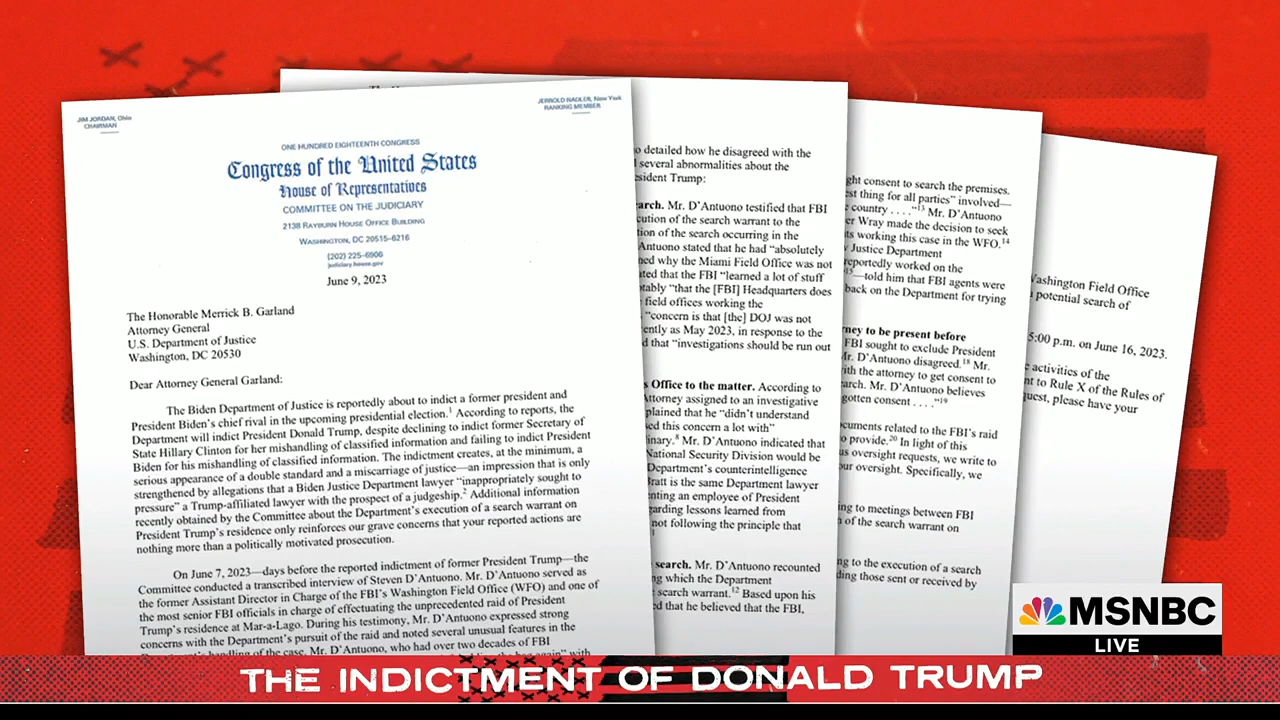 JIM JORDAN, Ohio
CHAIRMAN
JERROLD NADLER, New York
RANKING MEMBER
ONE HUNDRED EIGHTEENTH CONGRESS
Congress of the United States
House of Representatives
COMMITTEE ON THE JUDICIARY
2138 RAYBURN HOUSE OFFICE BUILDING
WASHINGTON, DC 20515–6216
(202) 225–6906
judiciary.house.gov
June 9, 2023
The Honorable Merrick B. Garland
Attorney General
U.S. Department of Justice
Washington, DC 20530
Dear Attorney General Garland:
The Biden Department of Justice is reportedly about to indict a former president and
President Biden's chief rival in the upcoming presidential election.1 According to reports, the
Department will indict President Donald Trump, despite declining to indict former Secretary of
State Hillary Clinton for her mishandling of classified information and failing to indict President
Biden for his mishandling of classified information. The indictment creates, at the minimum, a
serious appearance of a double standard and a miscarriage of justice—an impression that is only
strengthened by allegations that a Biden Justice Department lawyer "inappropriately sought to
pressure" a Trump-affiliated lawyer with the prospect of a judgeship.2 Additional information
recently obtained by the Committee about the Department's execution of a search warrant on
President Trump's residence only reinforces our grave concerns that your reported actions are
nothing more than a politically motivated prosecution.
On June 7, 2023—days before the reported indictment of former President Trump—the
Committee conducted a transcribed interview of Steven D'Antuono. Mr. D'Antuono served as
the former Assistant Director in Charge of the FBI's Washington Field Office (WFO) and one of
the most senior FBI officials in charge of effectuating the unprecedented raid of President
Trump's residence at Mar-a-Lago. During his testimony, Mr. D'Antuono expressed strong
concerns with the Department's pursuit of the raid and noted several unusual features in the
handling of the case. Mr. D'Antuono, who had over two decades of FBI
detailed how he disagreed with the
several abnormalities about the
President Trump:
search. Mr. D'Antuono testified that FBI
cution of the search warrant to the
tion of the search occurring in the
Antuono stated that he had "absolutely
ned why the Miami Field Office was not
ated that the FBI "learned a lot of stuff
tably "that the [FBI] Headquarters does
field offices working the
"concern is that [the] DOJ was not
ently as May 2023, in response to the
d that "investigations should be run out
s Office to the matter. According to
Attorney assigned to an investigative
plained that he "didn't understand
sed this concern a lot with"
dinary.8 Mr. D'Antuono indicated that
National Security Division would be
Department's counterintelligence
Bratt is the same Department lawyer
enting an employee of President
garding lessons learned from
not following the principle that
search. Mr. D'Antuono recounted
ng which the Department
search warrant.12 Based upon his
ed that he believed that the FBI,
ght consent to search the premises.
est thing for all parties" involved—
e country . . . ."13 Mr. D'Antuono
er Wray made the decision to seek
ts working this case in the WFO.14
Justice Department
reportedly worked on the
—told him that FBI agents were
back on the Department for trying
rney to be present before
FBI sought to exclude President
Mr. D'Antuono disagreed.18 Mr.
with the attorney to get consent to
earch. Mr. D'Antuono believes
gotten consent . . . ."19
ocuments related to the FBI's raid
o provide.20 In light of this
us oversight requests, we write to
our oversight. Specifically, we
ing to meetings between FBI
n of the search warrant on
ng to the execution of a search
ding those sent or received by
Washington Field Office
potential search of
5:00 p.m. on June 16, 2023.
e activities of the
nt to Rule X of the Rules of
quest, please have your
MSNBC
LIVE
THE INDICTMENT OF DONALD TRUMP